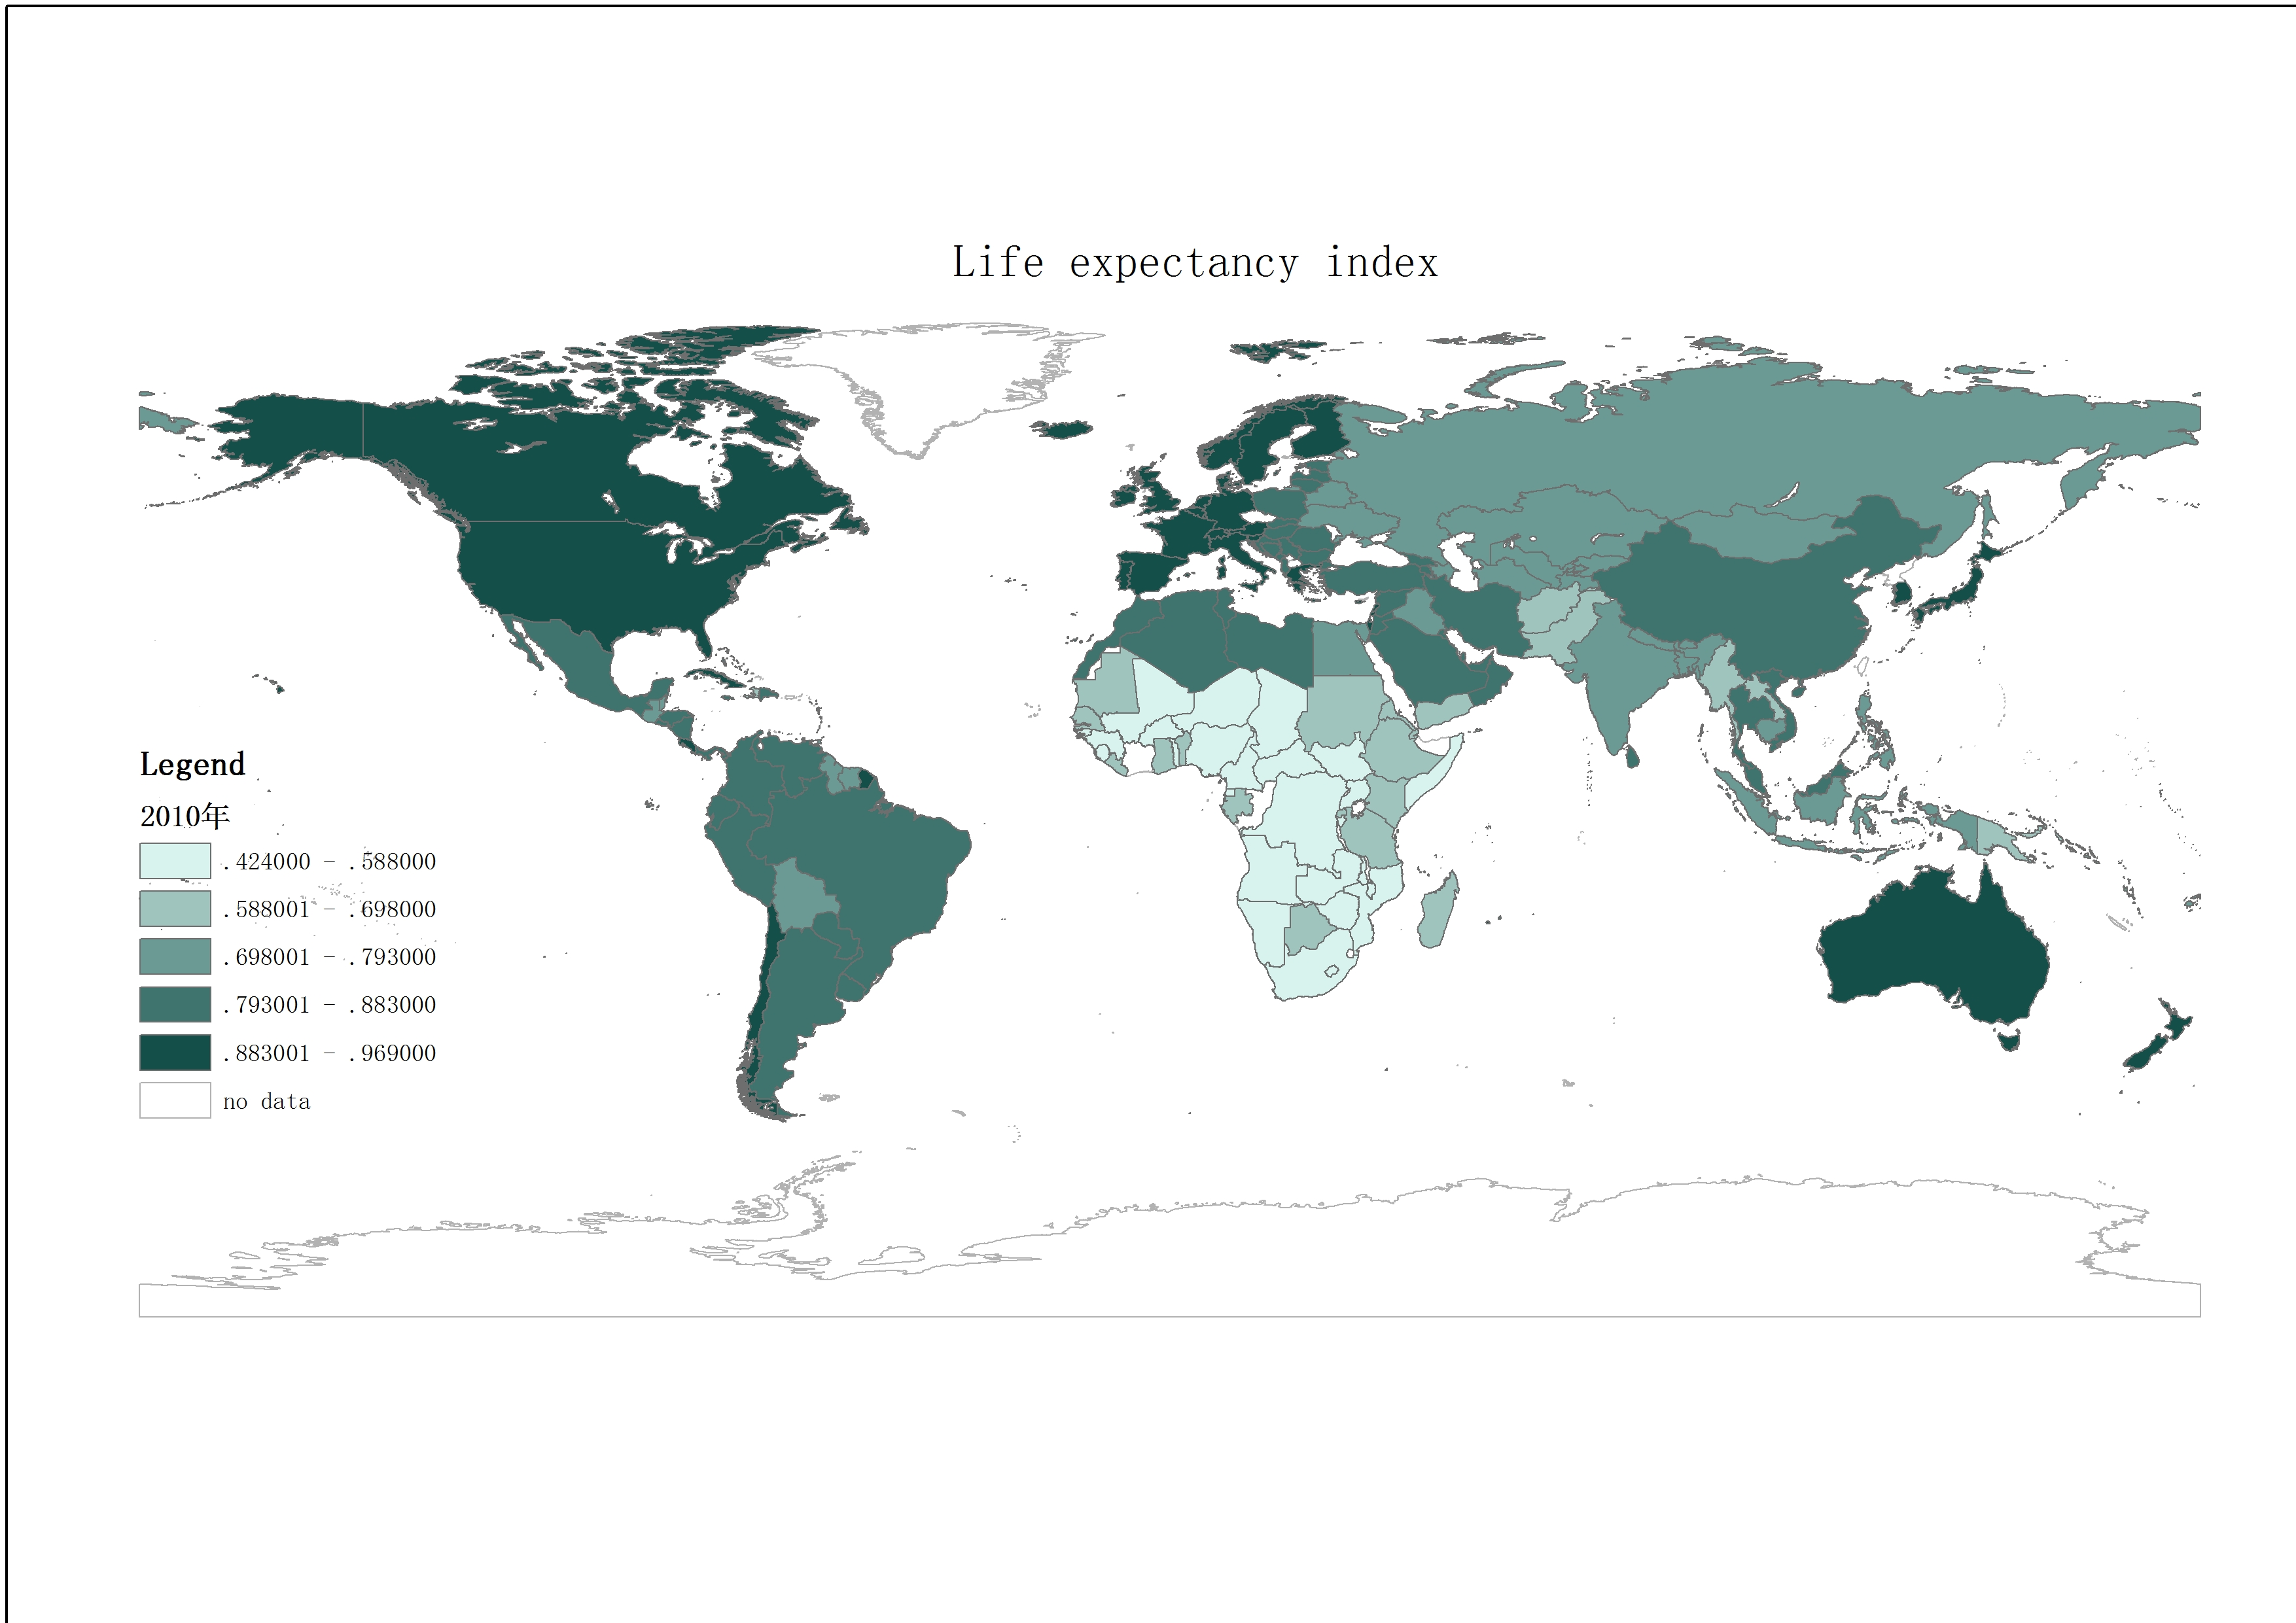 Life expectancy index
Legend
2010年
.424000 - .588000
.588001 - .698000
.698001 - .793000
.793001 - .883000
.883001 - .969000
no data